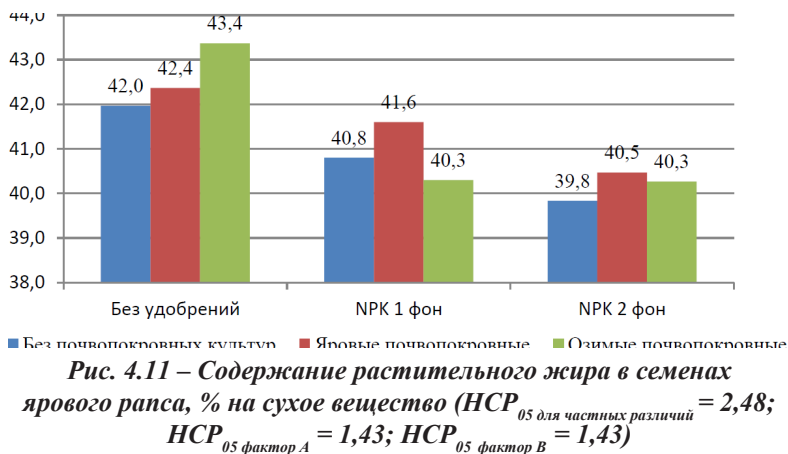 44,0
43,0
42,0
41,0
40,0
39,0
38,0
42,0 42,4 43,4
40,8 41,6 40,3
39,8 40,5 40,3
Без удобрений NPK 1 фон NPK 2 фон
Без почвопокровных культур Яровые почвопокровные Озимые почвопокровные
Рис. 4.11 – Содержание растительного жира в семенах
ярового рапса, % на сухое вещество (НСР05 для частных различий = 2,48;
НСР05 фактор А = 1,43; НСР05 фактор В = 1,43)